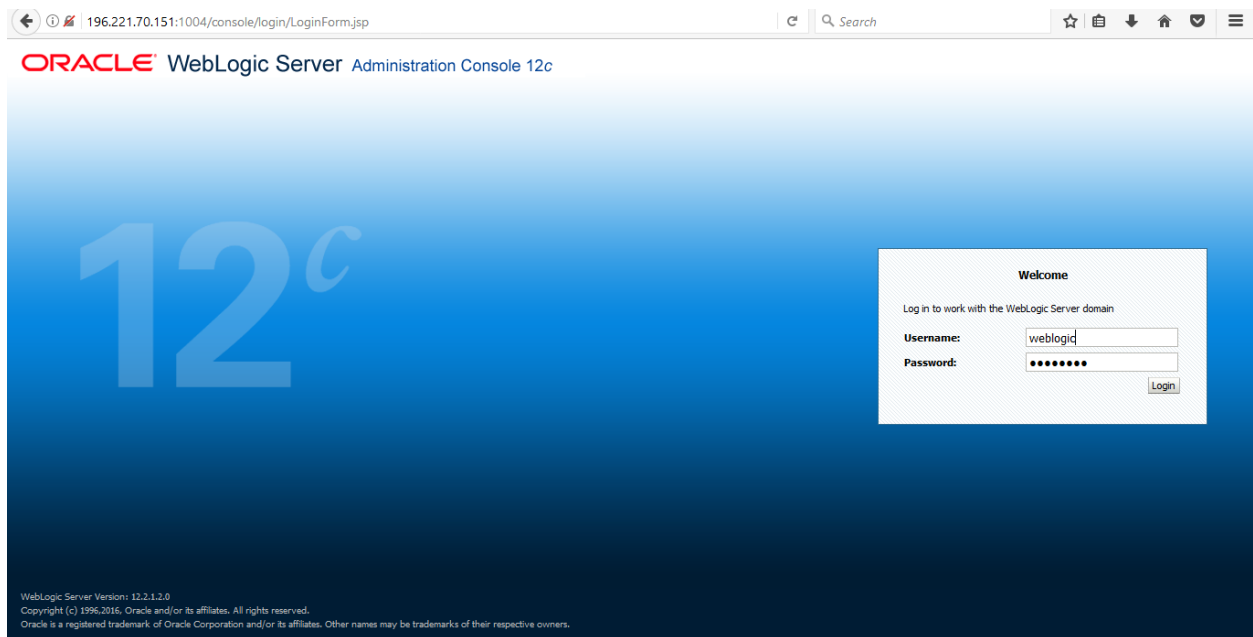 196.221.70.151:1004/console/login/LoginForm.jsp
Search
ORACLE WebLogic Server Administration Console 12c
12c
Welcome
Log in to work with the WebLogic Server domain
Username: weblogic
Password: ●●●●●●●●
Login
WebLogic Server Version: 12.2.1.2.0
Copyright (c) 1996,2016, Oracle and/or its affiliates. All rights reserved.
Oracle is a registered trademark of Oracle Corporation and/or its affiliates. Other names may be trademarks of their respective owners.